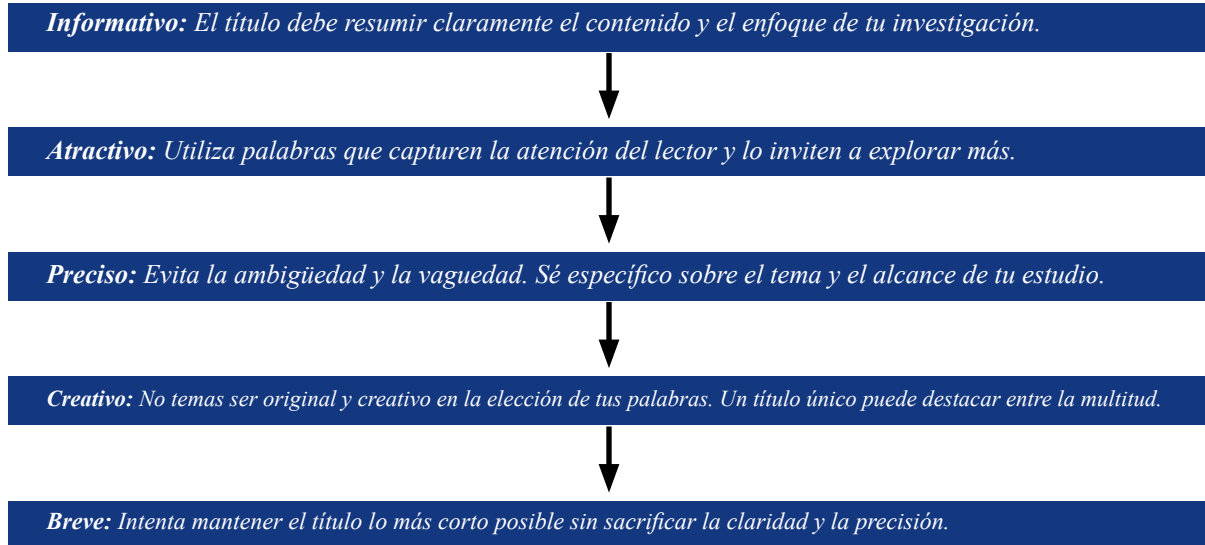 Informativo: El título debe resumir claramente el contenido y el enfoque de tu investigación.
Atractivo: Utiliza palabras que capturen la atención del lector y lo inviten a explorar más.
Preciso: Evita la ambigüedad y la vaguedad. Sé específico sobre el tema y el alcance de tu estudio.
Creativo: No temas ser original y creativo en la elección de tus palabras. Un título único puede destacar entre la multitud.
Breve: Intenta mantener el título lo más corto posible sin sacrificar la claridad y la precisión.